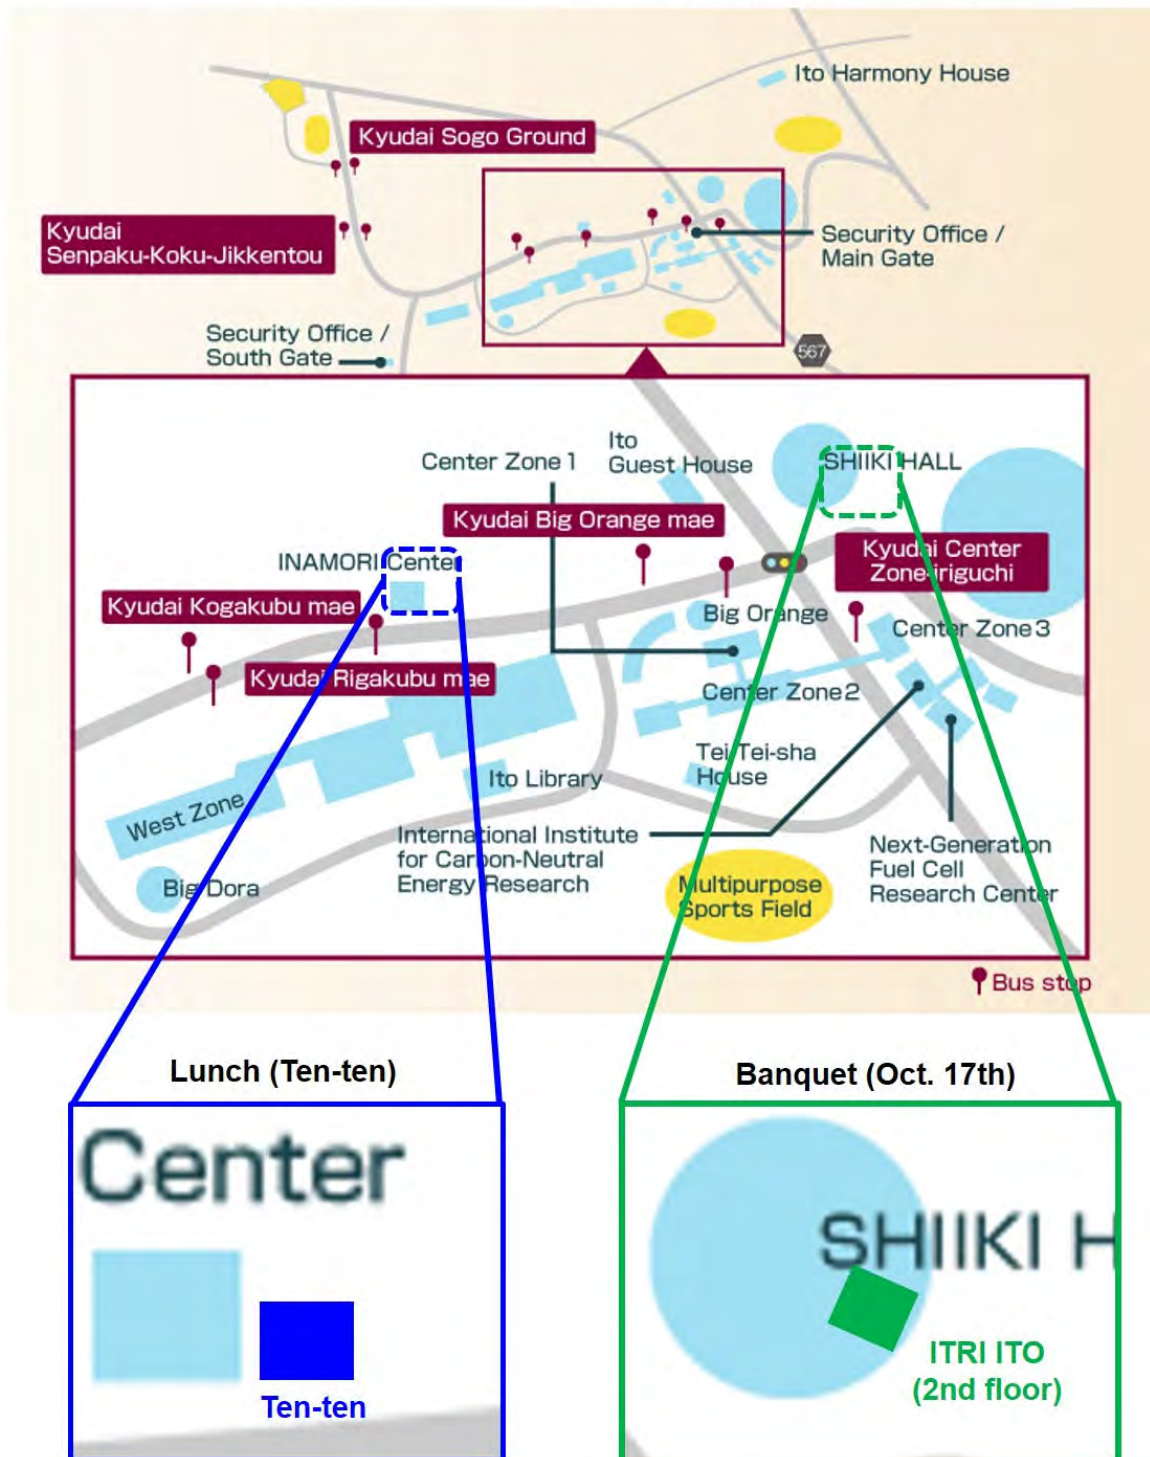 Ito Harmony House
Kyudai Sogo Ground
Kyudai
Senpaku-Koku-Jikkentou
Security Office /
Main Gate
Security Office /
South Gate
567
Ito
Guest House
Center Zone 1
SHIIKI HALL
Kyudai Big Orange mae
Kyudai Center
Zone-iriguchi
INAMORI Center
Kyudai Kogakubu mae
Big Orange
Center Zone 3
Kyudai Rigakubu mae
Center Zone 2
Tei Tei-sha
House
Ito Library
West Zone
International Institute
for Carbon-Neutral
Energy Research
Next-Generation
Fuel Cell
Research Center
Big Dora
Multipurpose
Sports Field
Bus stop
Lunch (Ten-ten)
Banquet (Oct. 17th)
Center
SHIIKI H
Ten-ten
ITRI ITO
(2nd floor)